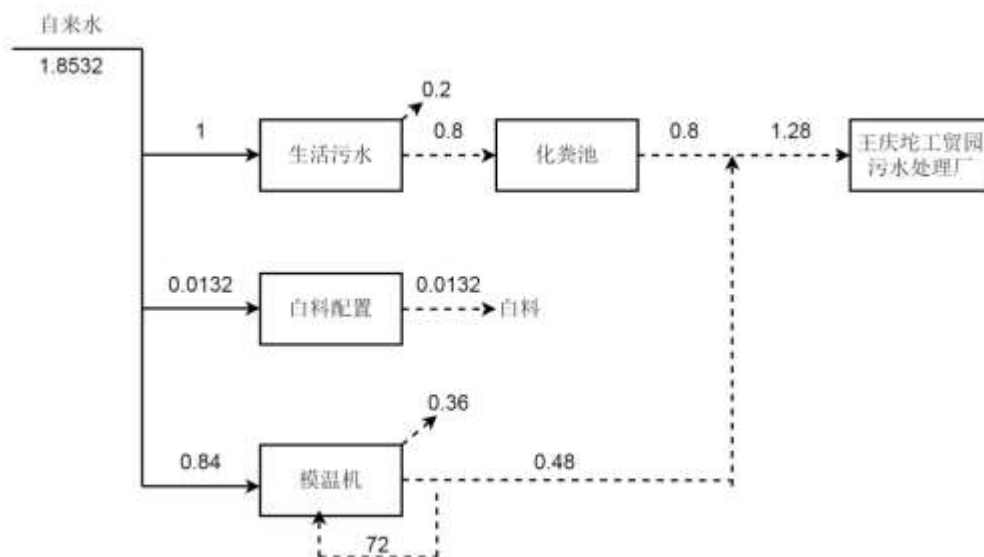 自来水
1.8532
0.2
1
生活污水
0.8
化粪池
0.8
1.28
王庆坨工贸园
污水处理厂
0.0132
白料配置
0.0132
白料
0.36
0.84
模温机
0.48
72